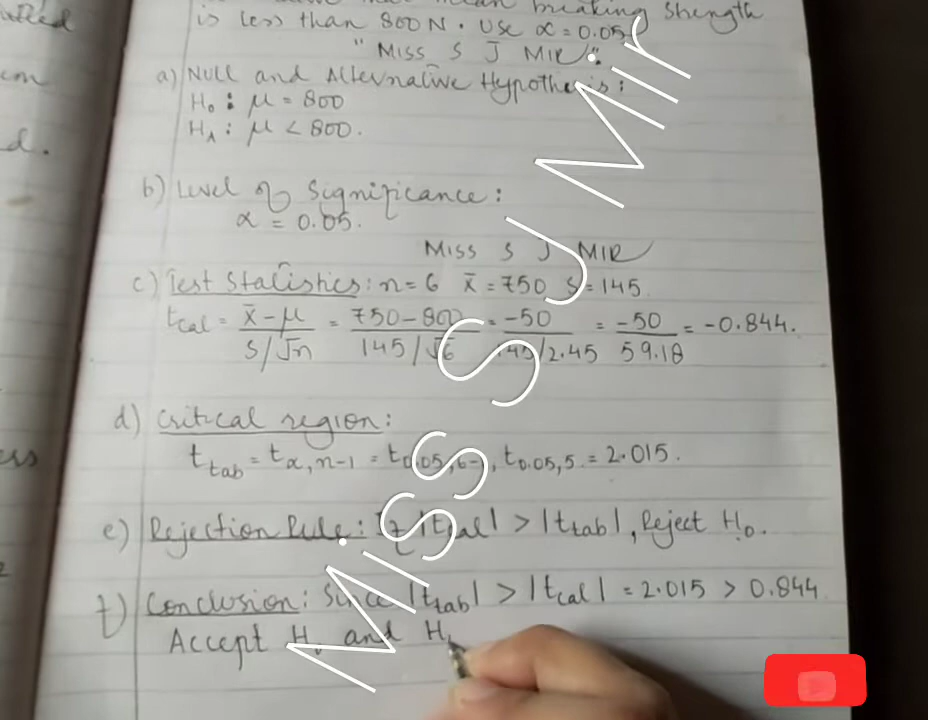 mean breaking Strength
is less than 800 N. Use α = 0.05.
" MISS S J MIR "
a) Null and Alternative Hypothesis:
H₀ : μ = 800
H_A : μ < 800.
b) Level of Significance:
α = 0.05.
MISS S J MIR
c) Test Statistics: n = 6 x̄ = 750 S = 145
t_cal = (x̄ - μ)/(S/√n) = (750-800)/(145/√6) = -50/(145/2.45) = -50/59.18 = -0.844.
d) Critical region:
t_tab = t_α, n-1 = t_0.05, 6-1, t_0.05, 5 = 2.015.
e) Rejection Rule: If |t_cal| > |t_tab|, Reject H₀.
f) Conclusion: Since |t_tab| > |t_cal| = 2.015 > 0.844
Accept H₀ and H
Miss S J Mir